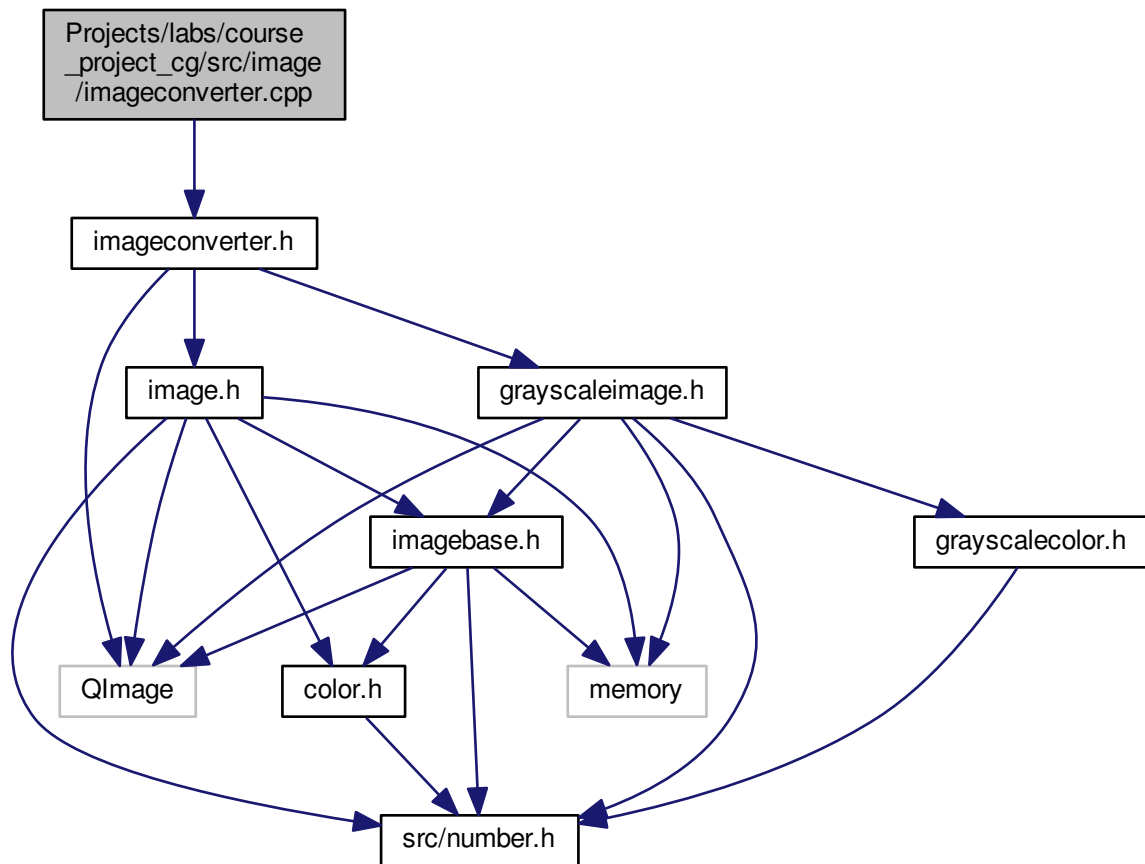 Projects/labs/course
_project_cg/src/image
/imageconverter.cpp
imageconverter.h
image.h
grayscaleimage.h
imagebase.h
grayscalecolor.h
QImage
color.h
memory
src/number.h